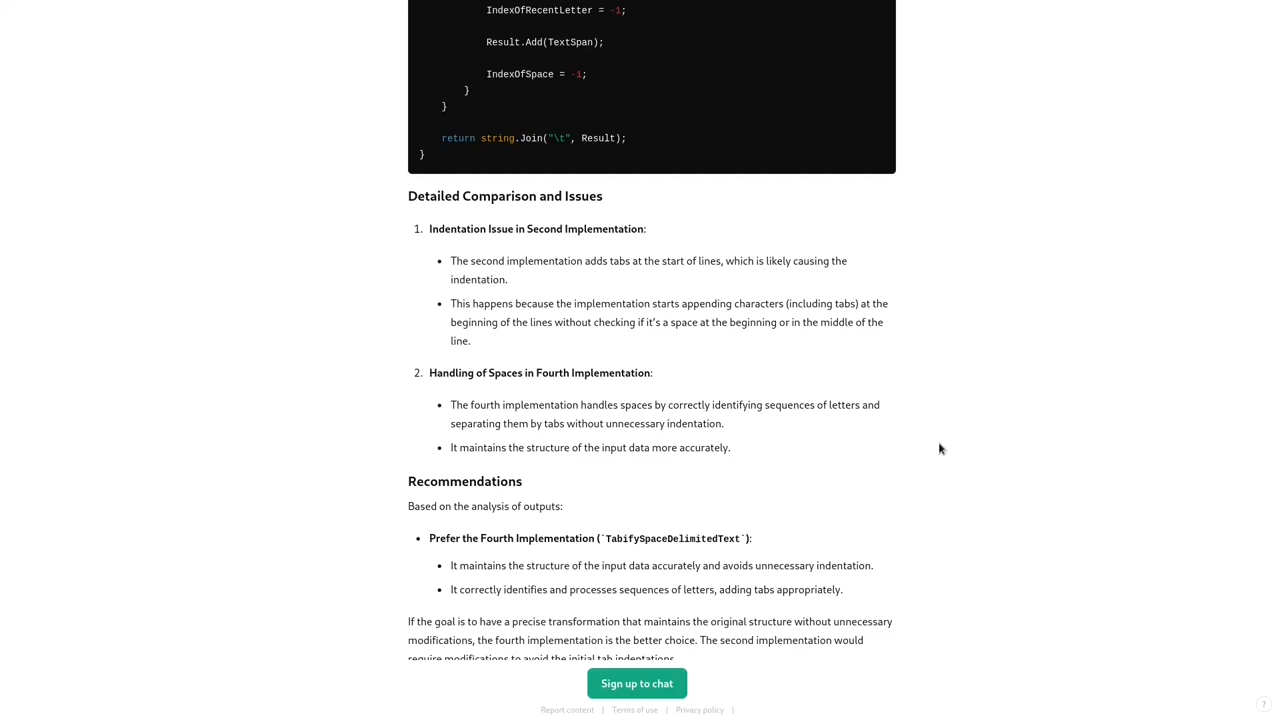 IndexOfRecentLetter = -1;
Result.Add(TextSpan);
IndexOfSpace = -1;
}
}
return string.Join("\t", Result);
}
Detailed Comparison and Issues
1. Indentation Issue in Second Implementation:
• The second implementation adds tabs at the start of lines, which is likely causing the
indentation.
• This happens because the implementation starts appending characters (including tabs) at the
beginning of the lines without checking if it's a space at the beginning or in the middle of the
line.
2. Handling of Spaces in Fourth Implementation:
• The fourth implementation handles spaces by correctly identifying sequences of letters and
separating them by tabs without unnecessary indentation.
• It maintains the structure of the input data more accurately.
Recommendations
Based on the analysis of outputs:
• Prefer the Fourth Implementation (`TabifySpaceDelimitedText`):
• It maintains the structure of the input data accurately and avoids unnecessary indentation.
• It correctly identifies and processes sequences of letters, adding tabs appropriately.
If the goal is to have a precise transformation that maintains the original structure without unnecessary
modifications, the fourth implementation is the better choice. The second implementation would
require modifications to avoid the initial tab indentations.
Sign up to chat
Report content | Terms of use | Privacy policy |
?